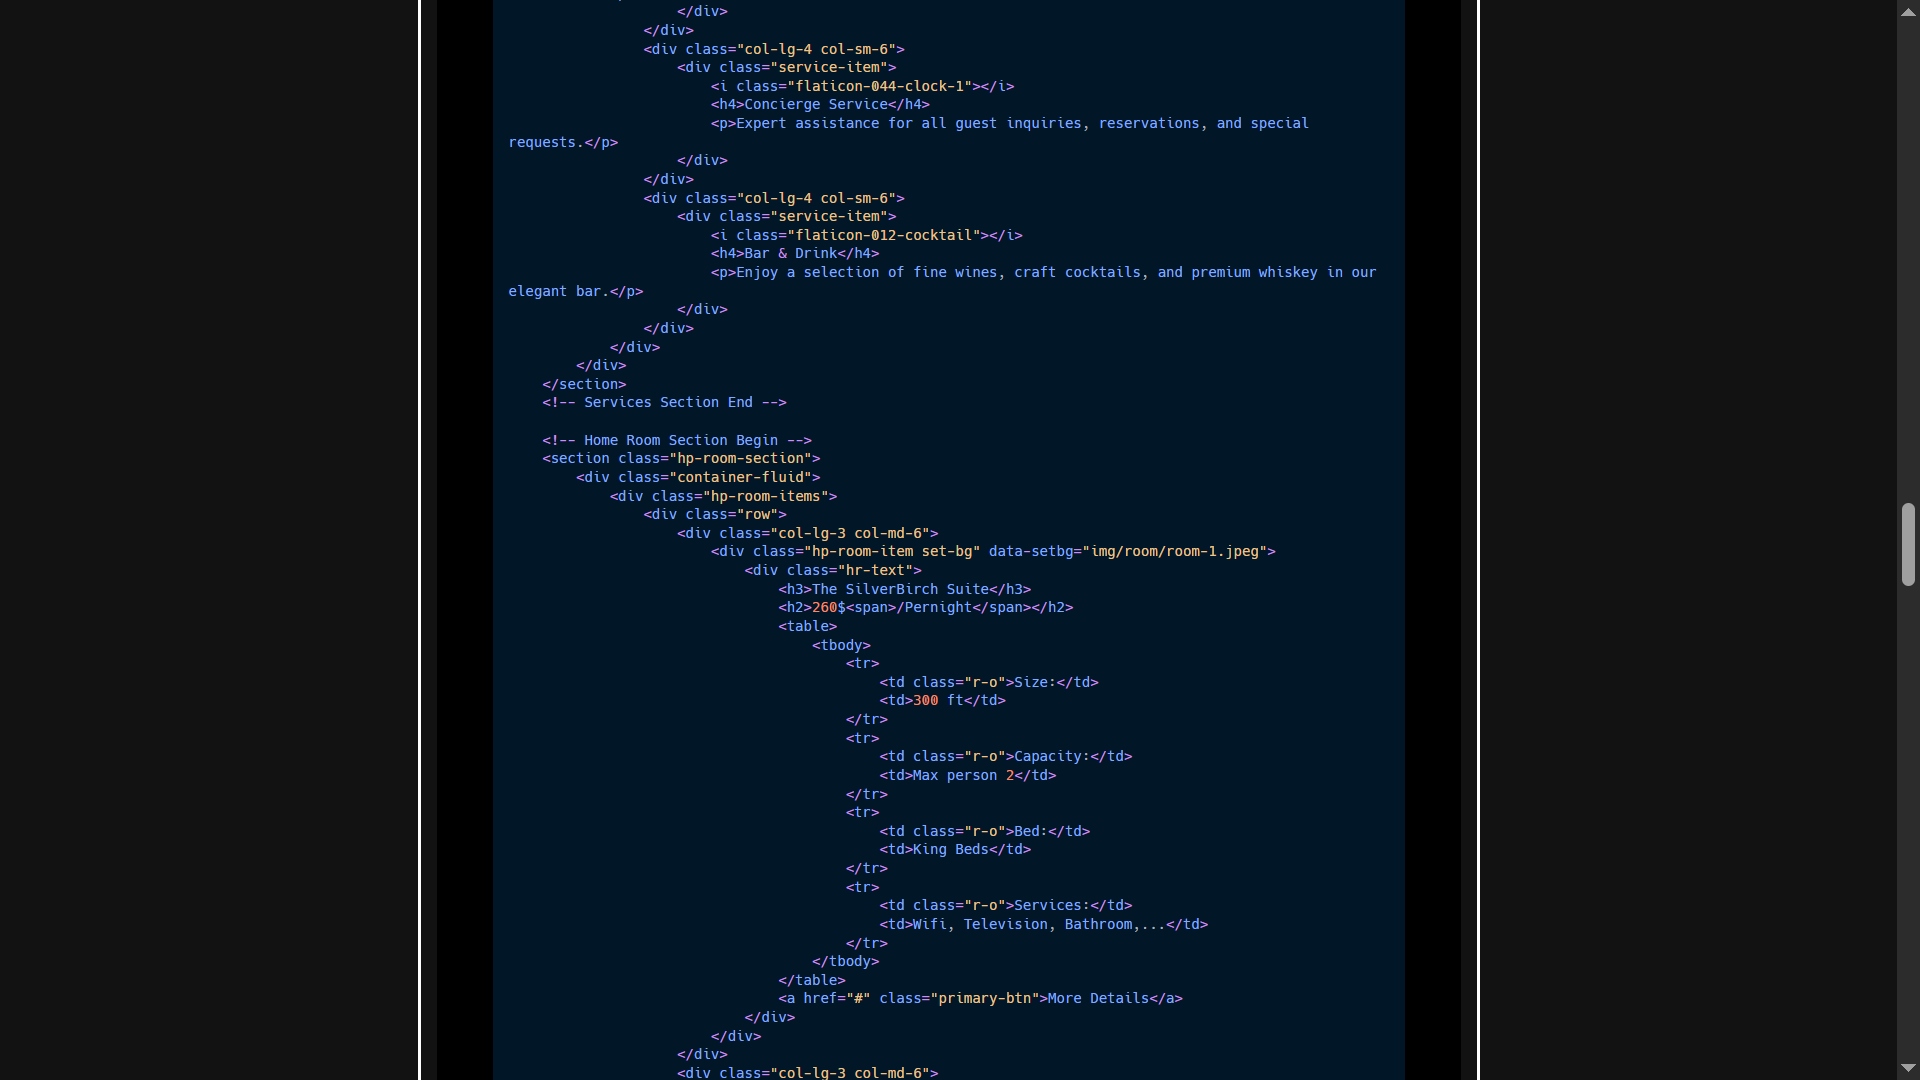 </div>
</div>
<div class="col-lg-4 col-sm-6">
<div class="service-item">
<i class="flaticon-044-clock-1"></i>
<h4>Concierge Service</h4>
<p>Expert assistance for all guest inquiries, reservations, and special
requests.</p>
</div>
</div>
<div class="col-lg-4 col-sm-6">
<div class="service-item">
<i class="flaticon-012-cocktail"></i>
<h4>Bar & Drink</h4>
<p>Enjoy a selection of fine wines, craft cocktails, and premium whiskey in our
elegant bar.</p>
</div>
</div>
</div>
</div>
</section>
<!-- Services Section End -->
<!-- Home Room Section Begin -->
<section class="hp-room-section">
<div class="container-fluid">
<div class="hp-room-items">
<div class="row">
<div class="col-lg-3 col-md-6">
<div class="hp-room-item set-bg" data-setbg="img/room/room-1.jpeg">
<div class="hr-text">
<h3>The SilverBirch Suite</h3>
<h2>260$<span>/Pernight</span></h2>
<table>
<tbody>
<tr>
<td class="r-o">Size:</td>
<td>300 ft</td>
</tr>
<tr>
<td class="r-o">Capacity:</td>
<td>Max person 2</td>
</tr>
<tr>
<td class="r-o">Bed:</td>
<td>King Beds</td>
</tr>
<tr>
<td class="r-o">Services:</td>
<td>Wifi, Television, Bathroom,...</td>
</tr>
</tbody>
</table>
<a href="#" class="primary-btn">More Details</a>
</div>
</div>
</div>
<div class="col-lg-3 col-md-6">